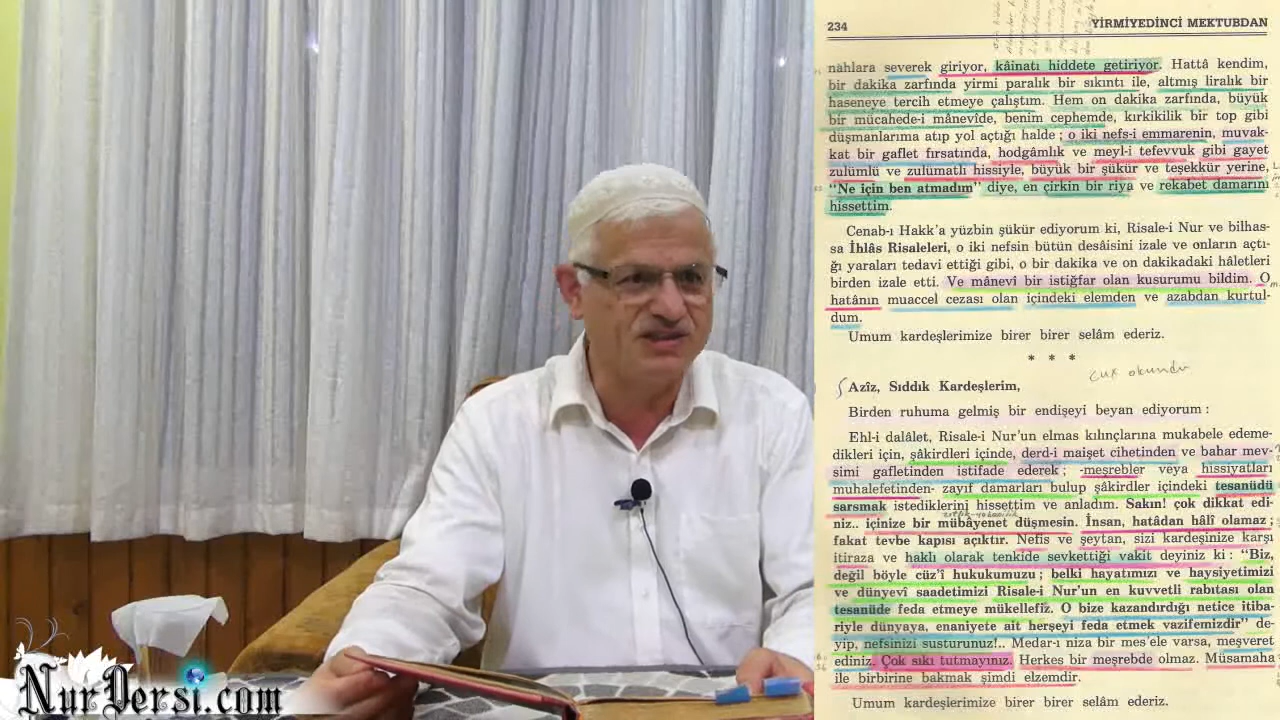 234
YİRMİYEDİNCİ MEKTUBDAN
nahlara severek giriyor, kâinatı hiddete getiriyor. Hattâ kendim,
bir dakika zarfında yirmi paralık bir sıkıntı ile, altmış liralık bir
haseneye tercih etmeye çalıştım. Hem on dakika zarfında, büyük
bir mücahede-i mânevîde, benim cephemde, kırkikilik bir top gibi
düşmanlarıma atıp yol açtığı halde; o iki nefs-i emmarenin, muvak-
kat bir gaflet fırsatında, hodgâmlık ve meyl-i tefevvuk gibi gayet
zulümlü ve zulümatlı hissiyle, büyük bir şükür ve teşekkür yerine,
"Ne için ben atmadım" diye, en çirkin bir riya ve rekabet damarını
hissettim.
Cenab-ı Hakk'a yüzbin şükür ediyorum ki, Risale-i Nur ve bilhas-
sa İhlâs Risaleleri, o iki nefsin bütün desâisini izale ve onların açtı-
ğı yaraları tedavi ettiği gibi, o bir dakika ve on dakikadaki hâletleri
birden izale etti. Ve mânevî bir istiğfar olan kusurumu bildim. O
hatânın muaccel cezası olan içindeki elemden ve azabdan kurtul-
dum.
Umum kardeşlerimize birer birer selâm ederiz.
* * *
çok okundu
Azîz, Sıddık Kardeşlerim,
Birden ruhuma gelmiş bir endişeyi beyan ediyorum :
Ehl-i dalâlet, Risale-i Nur'un elmas kılınçlarına mukabele edeme-
dikleri için, şâkirdleri içinde, derd-i maişet cihetinden ve bahar mev-
simi gafletinden istifade ederek; -meşrebler veya hissiyatları
muhalefetinden- zayıf damarları bulup şâkirdler içindeki tesanüdü
sarsmak istediklerini hissettim ve anladım. Sakın! çok dikkat edi-
niz.. içinize bir mübâyenet düşmesin. İnsan, hatâdan hâlî olamaz;
fakat tevbe kapısı açıktır. Nefis ve şeytan, sizi kardeşinize karşı
itiraza ve haklı olarak tenkide sevkettiği vakit deyiniz ki: "Biz,
değil böyle cüz'î hukukumuzu; belki hayatımızı ve haysiyetimizi
ve dünyevî saadetimizi Risale-i Nur'un en kuvvetli rabıtası olan
tesanüde feda etmeye mükellefiz. O bize kazandırdığı netice itiba-
riyle dünyaya, enaniyete ait herşeyi feda etmek vazifemizdir" de-
yip, nefsinizi susturunuz!.. Medar-ı niza bir mes'ele varsa, meşveret
ediniz. Çok sıkı tutmayınız. Herkes bir meşrebde olmaz. Müsamaha
ile birbirine bakmak şimdi elzemdir.
Umum kardeşlerimize birer birer selâm ederiz.
NurDersi.com